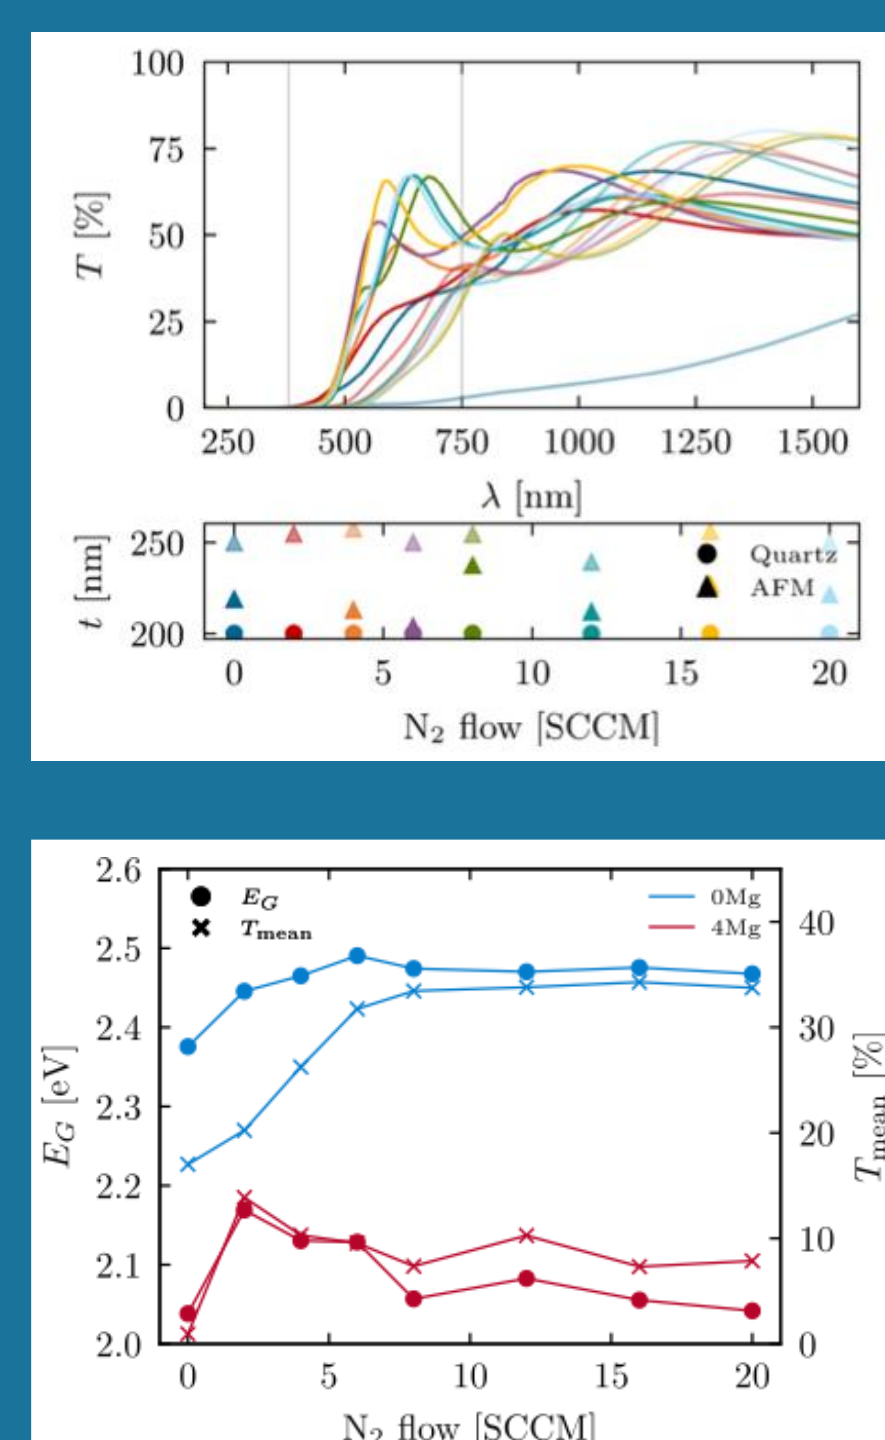 100
75
50
25
0
T [%]
250 500 750 1000 1250 1500
λ [nm]
250
200
t [nm]
Quartz
AFM
0 5 10 15 20
N₂ flow [SCCM]
2.6
2.5
2.4
2.3
2.2
2.1
2.0
E_G [eV]
E_G
T_mean
0Mg
4Mg
40
30
20
10
0
T_mean [%]
0 5 10 15 20
N₂ flow [SCCM]